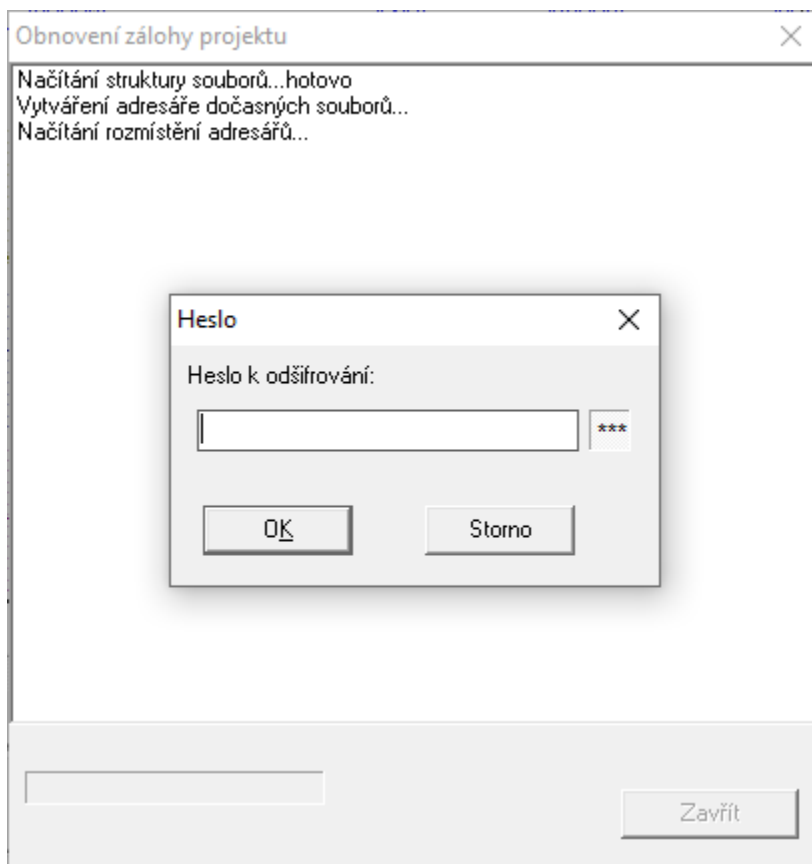 Obnovení zálohy projektu
Načítání struktury souborů...hotovo
Vytváření adresáře dočasných souborů...
Načítání rozmístění adresářů...
Heslo
Heslo k odšifrování:
***
OK
Storno
Zavřít